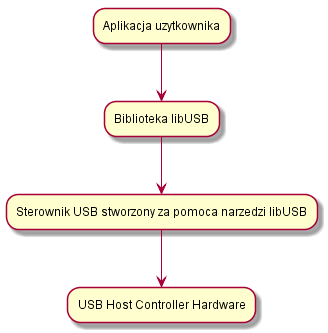 Aplikacja uzytkownika
Biblioteka libUSB
Sterownik USB stworzony za pomoca narzedzi libUSB
USB Host Controller Hardware